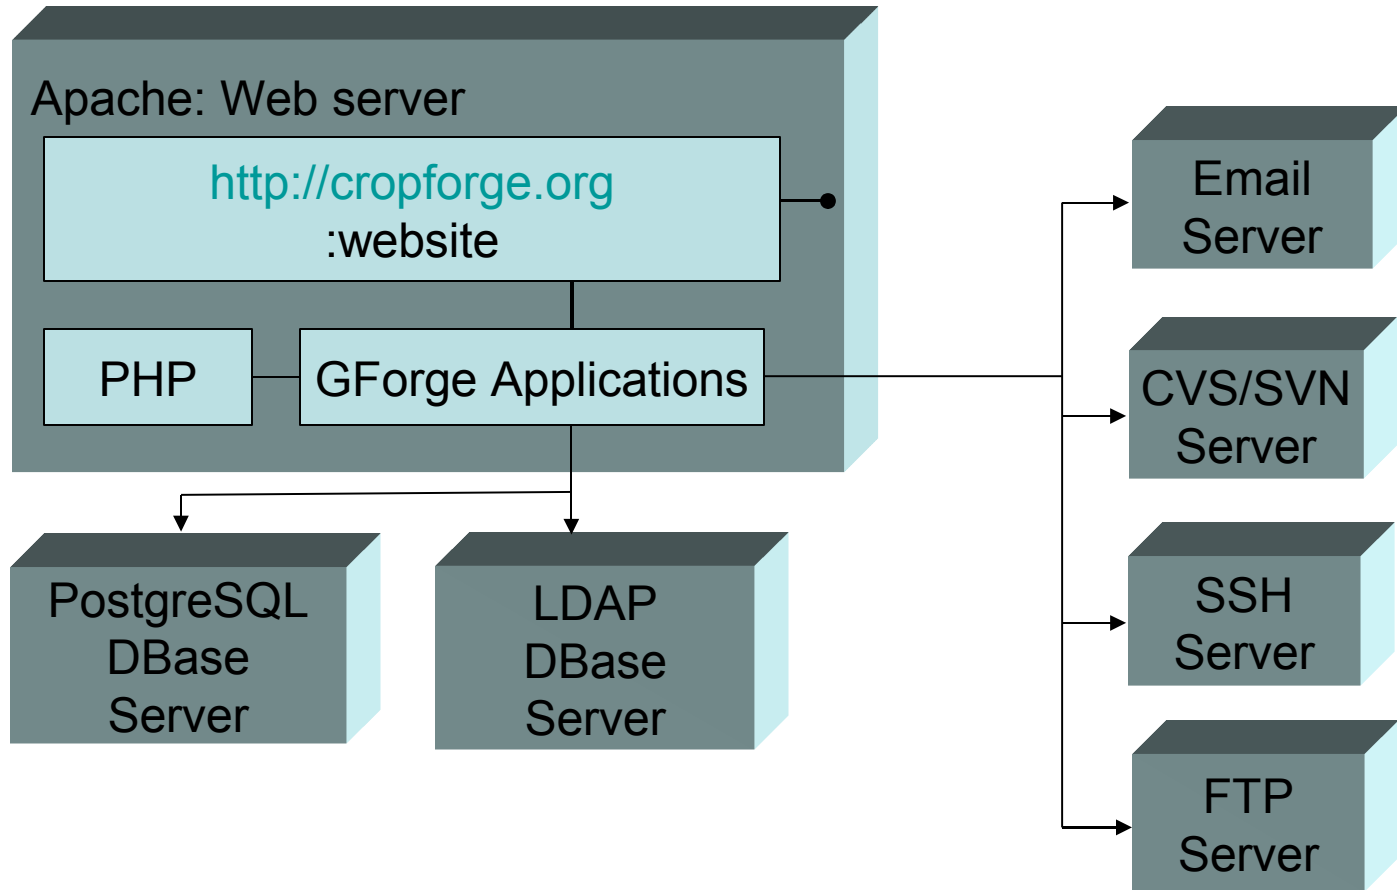 Apache: Web server
http://cropforge.org
:website
PHP
GForge Applications
PostgreSQL
DBase
Server
LDAP
DBase
Server
Email
Server
CVS/SVN
Server
SSH
Server
FTP
Server